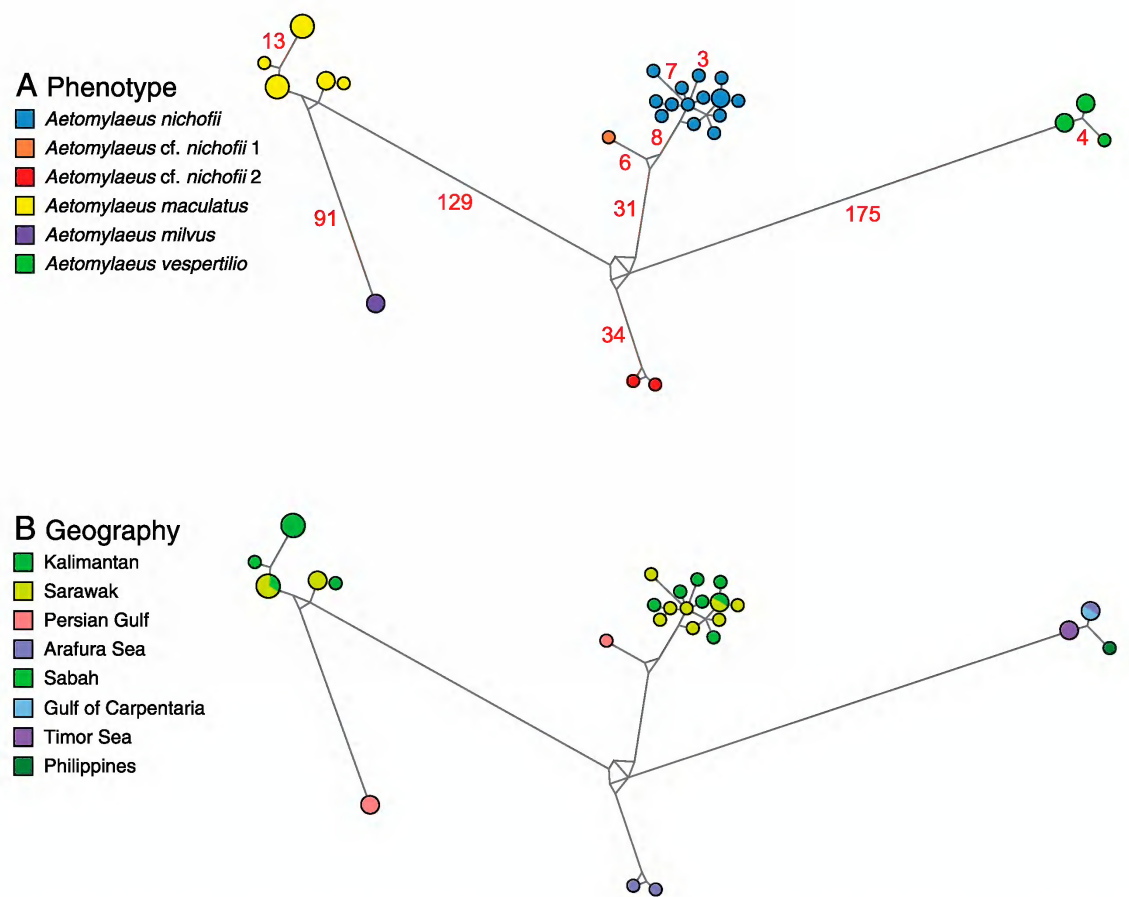 A Phenotype
Aetomylaeus nichofii
Aetomylaeus cf. nichofii 1
Aetomylaeus cf. nichofii 2
Aetomylaeus maculatus
Aetomylaeus milvus
Aetomylaeus vespertilio
13
7
3
8
6
4
129
31
175
91
34
B Geography
Kalimantan
Sarawak
Persian Gulf
Arafura Sea
Sabah
Gulf of Carpentaria
Timor Sea
Philippines